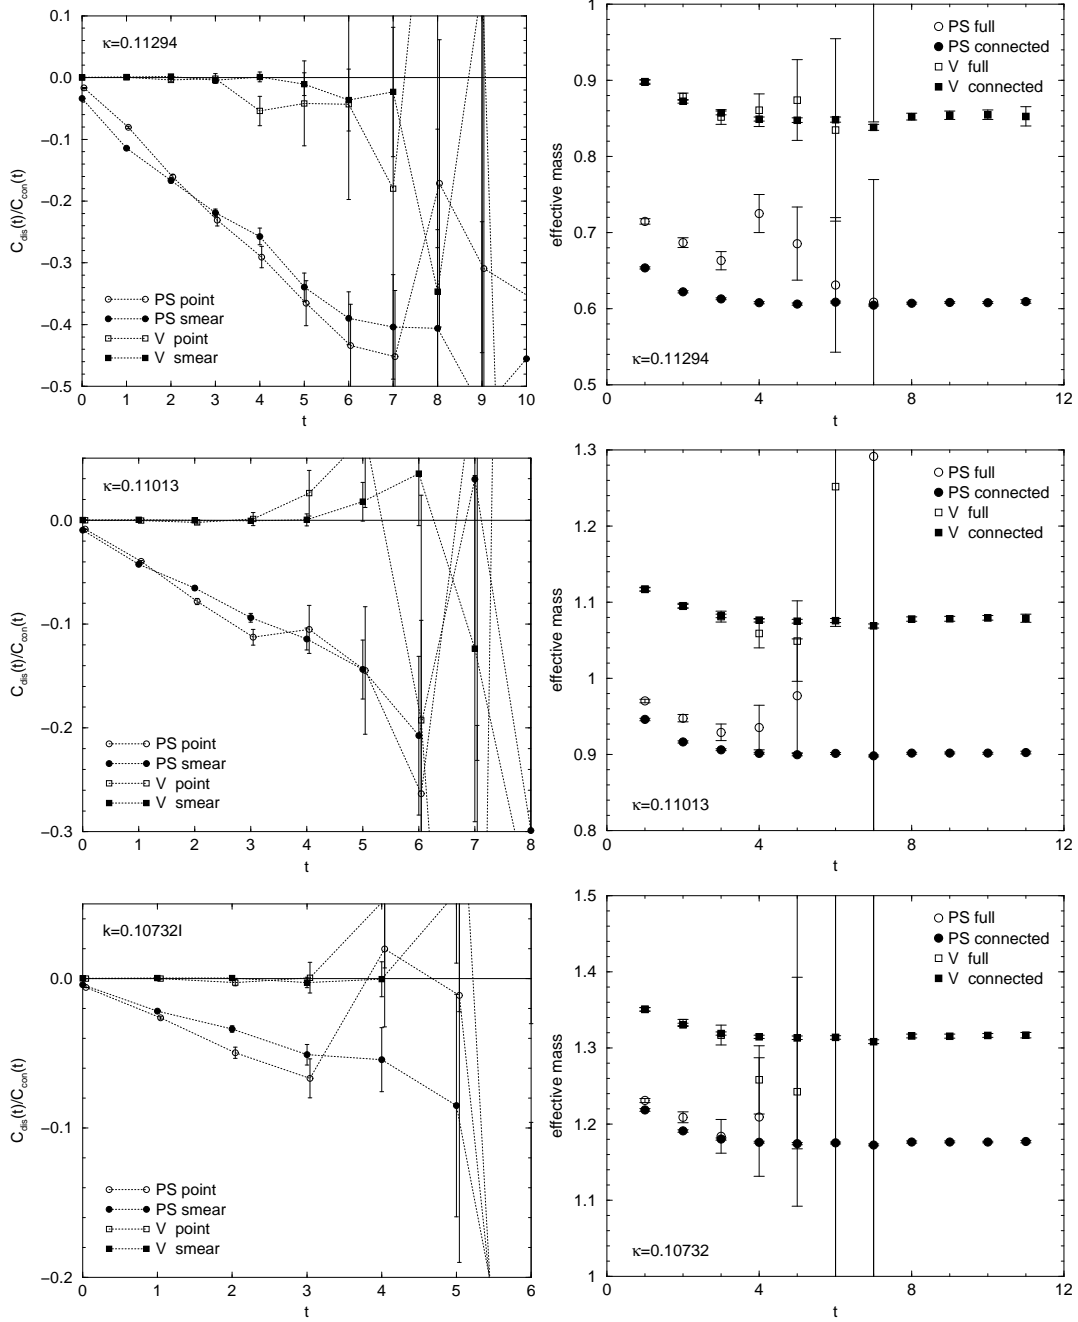 κ=0.11294
0.1
0.0
−0.1
−0.2
−0.3
−0.4
−0.5
C_dis(t)/C_con(t)
PS point
PS smear
V point
V smear
0 1 2 3 4 5 6 7 8 9 10
t
1
0.9
0.8
0.7
0.6
0.5
effective mass
PS full
PS connected
V full
V connected
κ=0.11294
0 4 8 12
t
κ=0.11013
0.0
−0.1
−0.2
−0.3
C_dis(t)/C_con(t)
PS point
PS smear
V point
V smear
0 1 2 3 4 5 6 7 8
t
1.3
1.2
1.1
1
0.9
0.8
effective mass
PS full
PS connected
V full
V connected
κ=0.11013
0 4 8 12
t
k=0.10732I
0.0
−0.1
−0.2
C_dis(t)/C_con(t)
PS point
PS smear
V point
V smear
0 1 2 3 4 5 6
t
1.5
1.4
1.3
1.2
1.1
1
effective mass
PS full
PS connected
V full
V connected
κ=0.10732
0 4 8 12
t